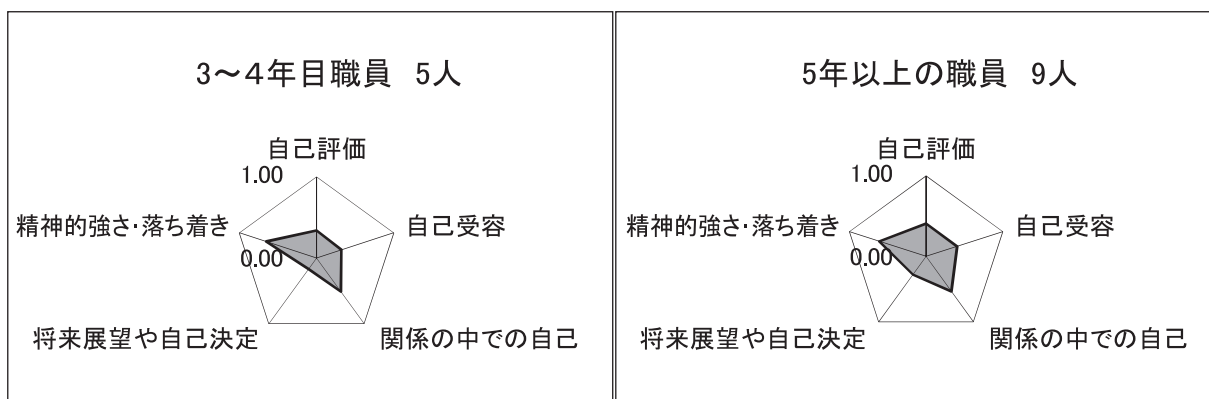 3～4年目職員 5人
自己評価
1.00
精神的強さ・落ち着き
自己受容
0.00
将来展望や自己決定
関係の中での自己
5年以上の職員 9人
自己評価
1.00
精神的強さ・落ち着き
自己受容
0.00
将来展望や自己決定
関係の中での自己